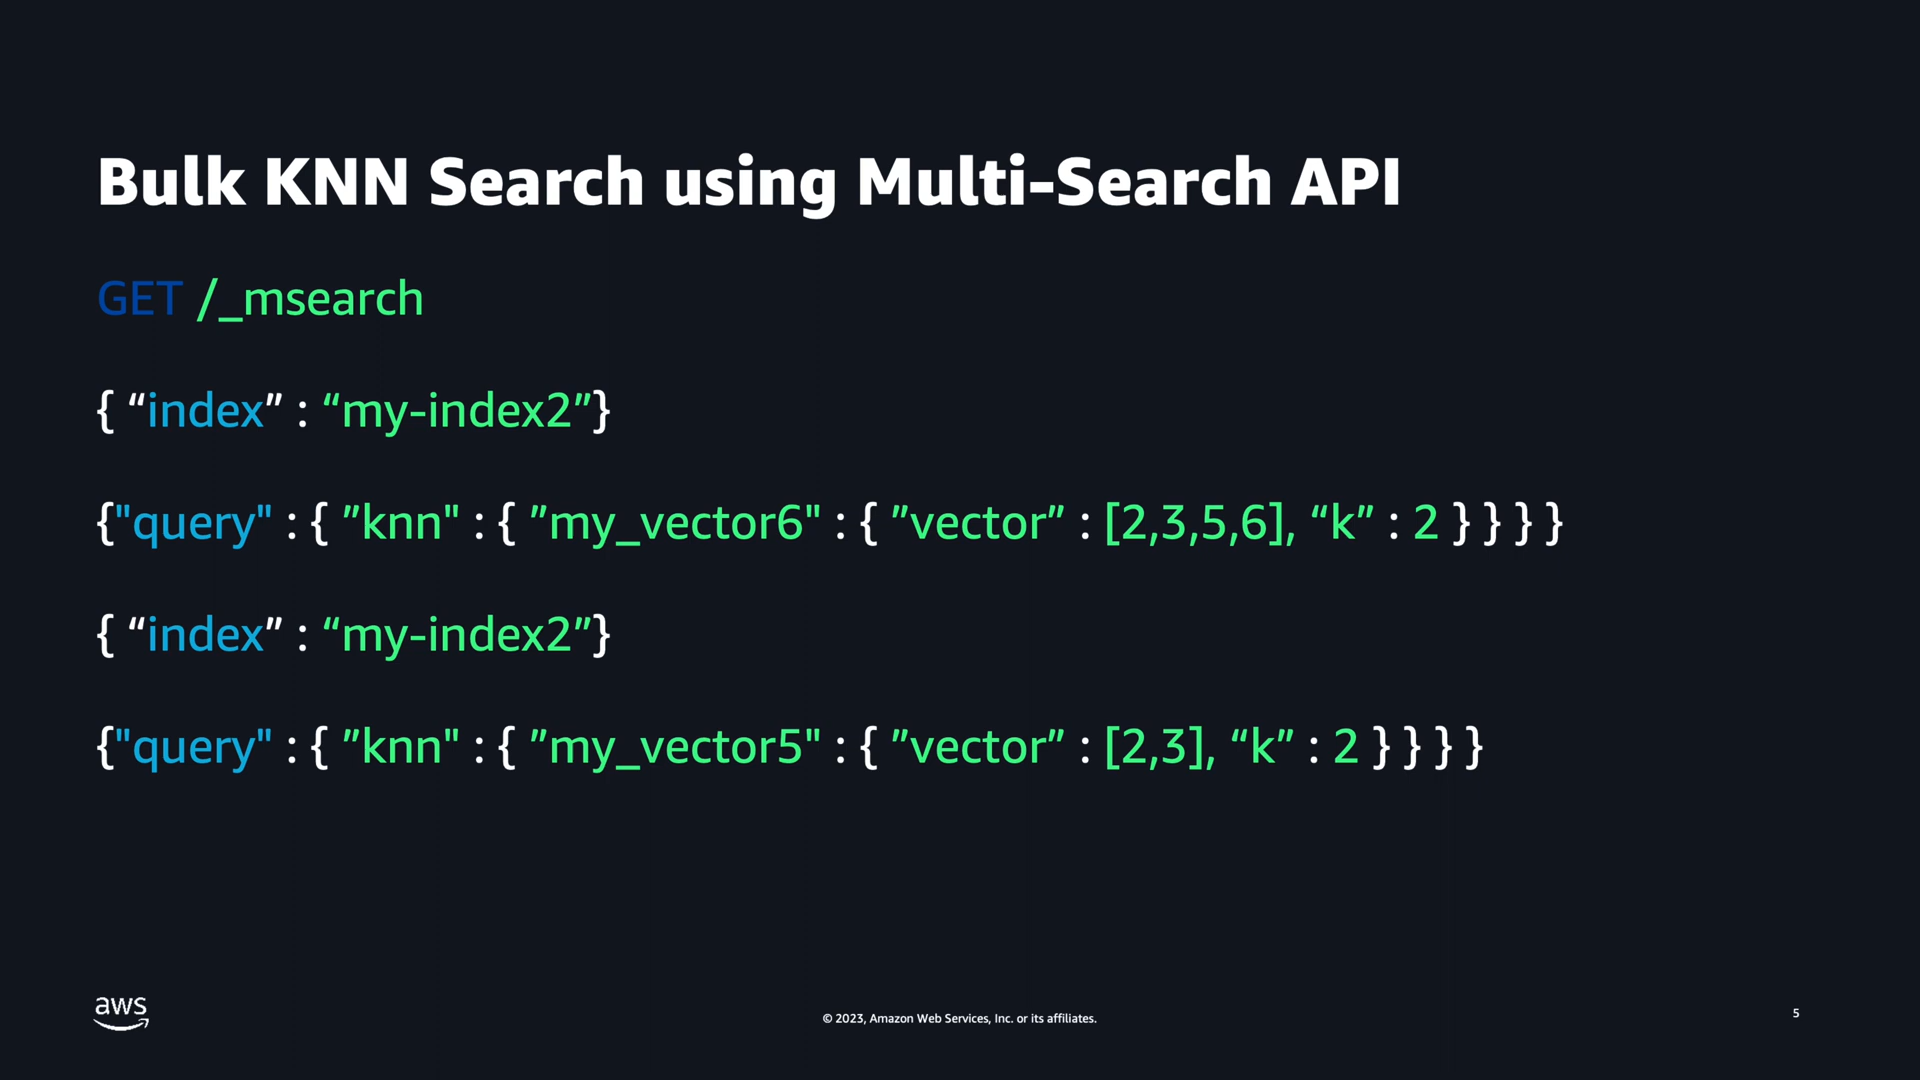 Bulk KNN Search using Multi-Search API
GET /_msearch
{ “index” : “my-index2”}
{"query" : { ”knn" : { ”my_vector6" : { ”vector” : [2,3,5,6], “k” : 2 } } } }
{ “index” : “my-index2”}
{"query" : { ”knn" : { ”my_vector5" : { ”vector” : [2,3], “k” : 2 } } } }
aws
© 2023, Amazon Web Services, Inc. or its affiliates.
5